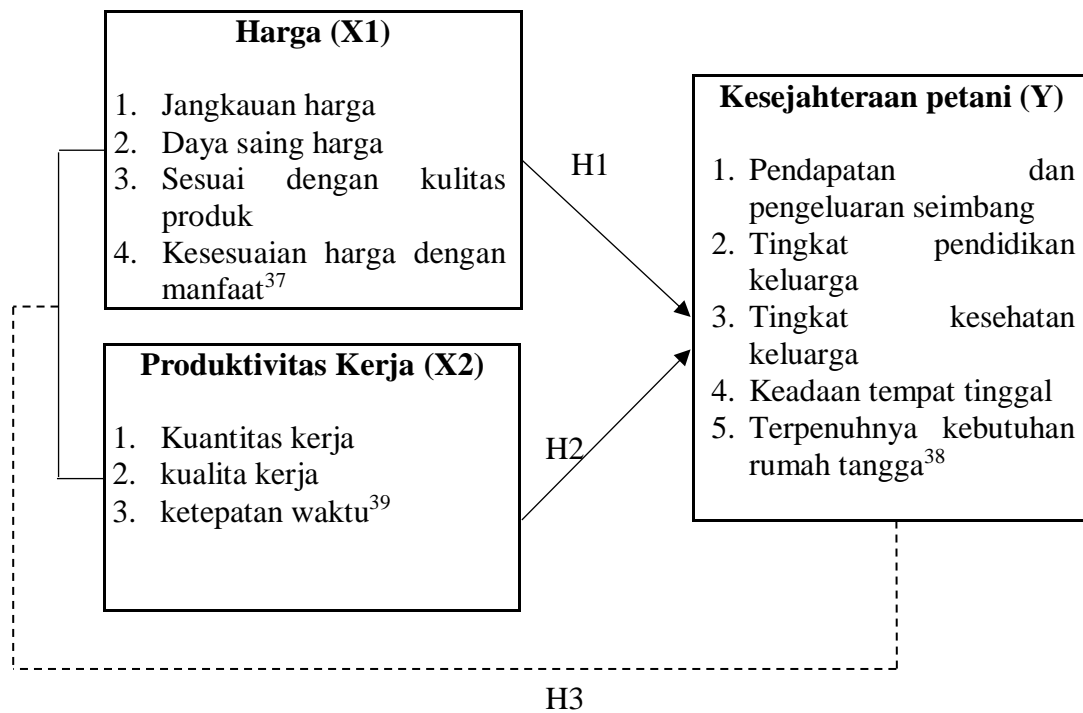 Harga (X1)
1. Jangkauan harga
2. Daya saing harga
3. Sesuai dengan kulitas
produk
4. Kesesuaian harga dengan
manfaat37
Produktivitas Kerja (X2)
1. Kuantitas kerja
2. kualita kerja
3. ketepatan waktu39
H1
H2
Kesejahteraan petani (Y)
1. Pendapatan dan
pengeluaran seimbang
2. Tingkat pendidikan
keluarga
3. Tingkat kesehatan
keluarga
4. Keadaan tempat tinggal
5. Terpenuhnya kebutuhan
rumah tangga38
H3